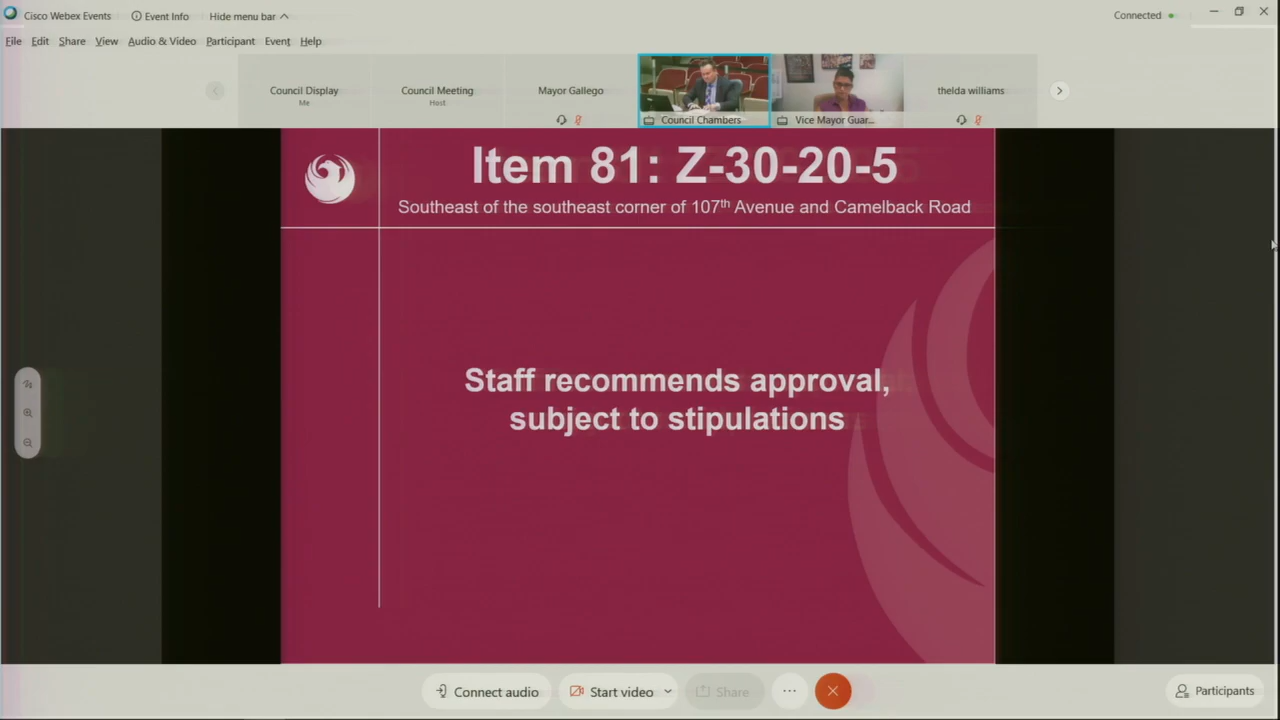 Cisco Webex Events
Event Info
Hide menu bar
Connected
File Edit Share View Audio & Video Participant Event Help
Council Display
Me
Council Meeting
Host
Mayor Gallego
Council Chambers
Vice Mayor Guar...
thelda williams
Item 81: Z-30-20-5
Southeast of the southeast corner of 107th Avenue and Camelback Road
Staff recommends approval,
subject to stipulations
Connect audio
Start video
Share
Participants